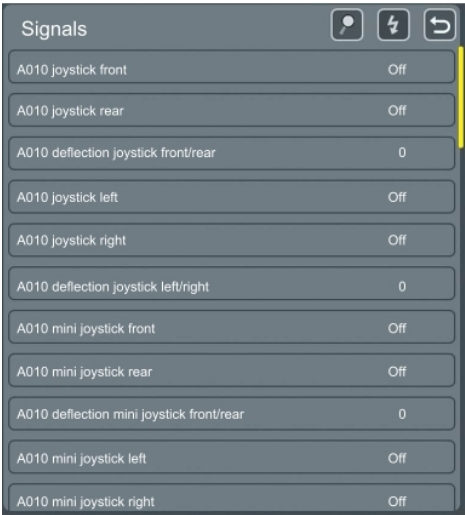 Signals
A010 joystick front Off
A010 joystick rear Off
A010 deflection joystick front/rear 0
A010 joystick left Off
A010 joystick right Off
A010 deflection joystick left/right 0
A010 mini joystick front Off
A010 mini joystick rear Off
A010 deflection mini joystick front/rear 0
A010 mini joystick left Off
A010 mini joystick right Off